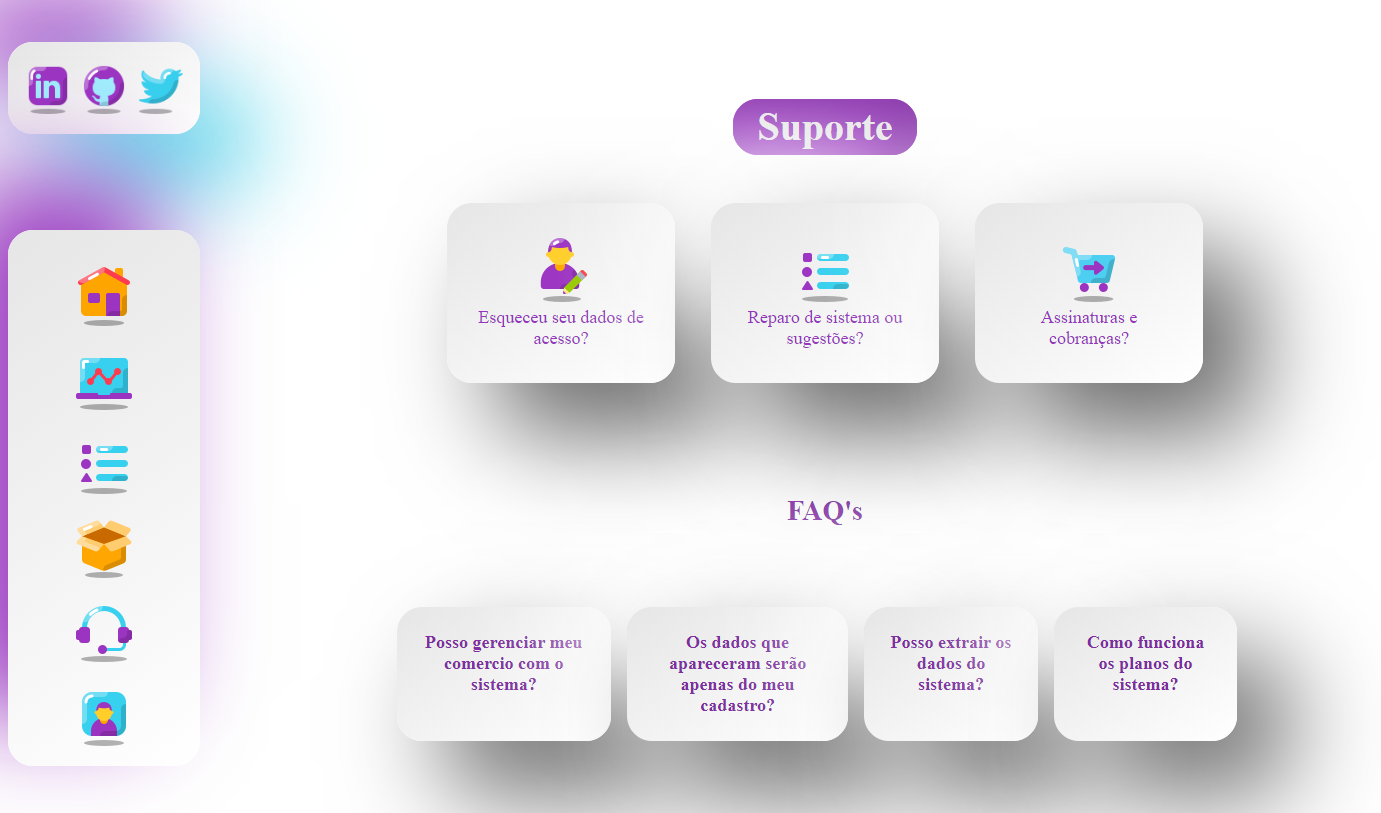 in
Suporte
Esqueceu seu dados de
acesso?
Reparo de sistema ou
sugestões?
Assinaturas e
cobranças?
FAQ's
Posso gerenciar meu
comercio com o
sistema?
Os dados que
apareceram serão
apenas do meu
cadastro?
Posso extrair os
dados do
sistema?
Como funciona
os planos do
sistema?